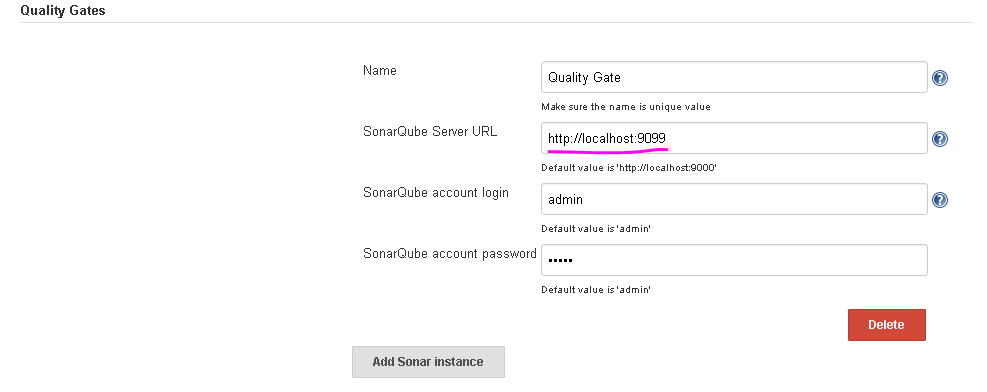 Quality Gates
Name
Quality Gate
Make sure the name is unique value
SonarQube Server URL
http://localhost:9099
Default value is 'http://localhost:9000'
SonarQube account login
admin
Default value is 'admin'
SonarQube account password
•••••
Default value is 'admin'
Delete
Add Sonar instance